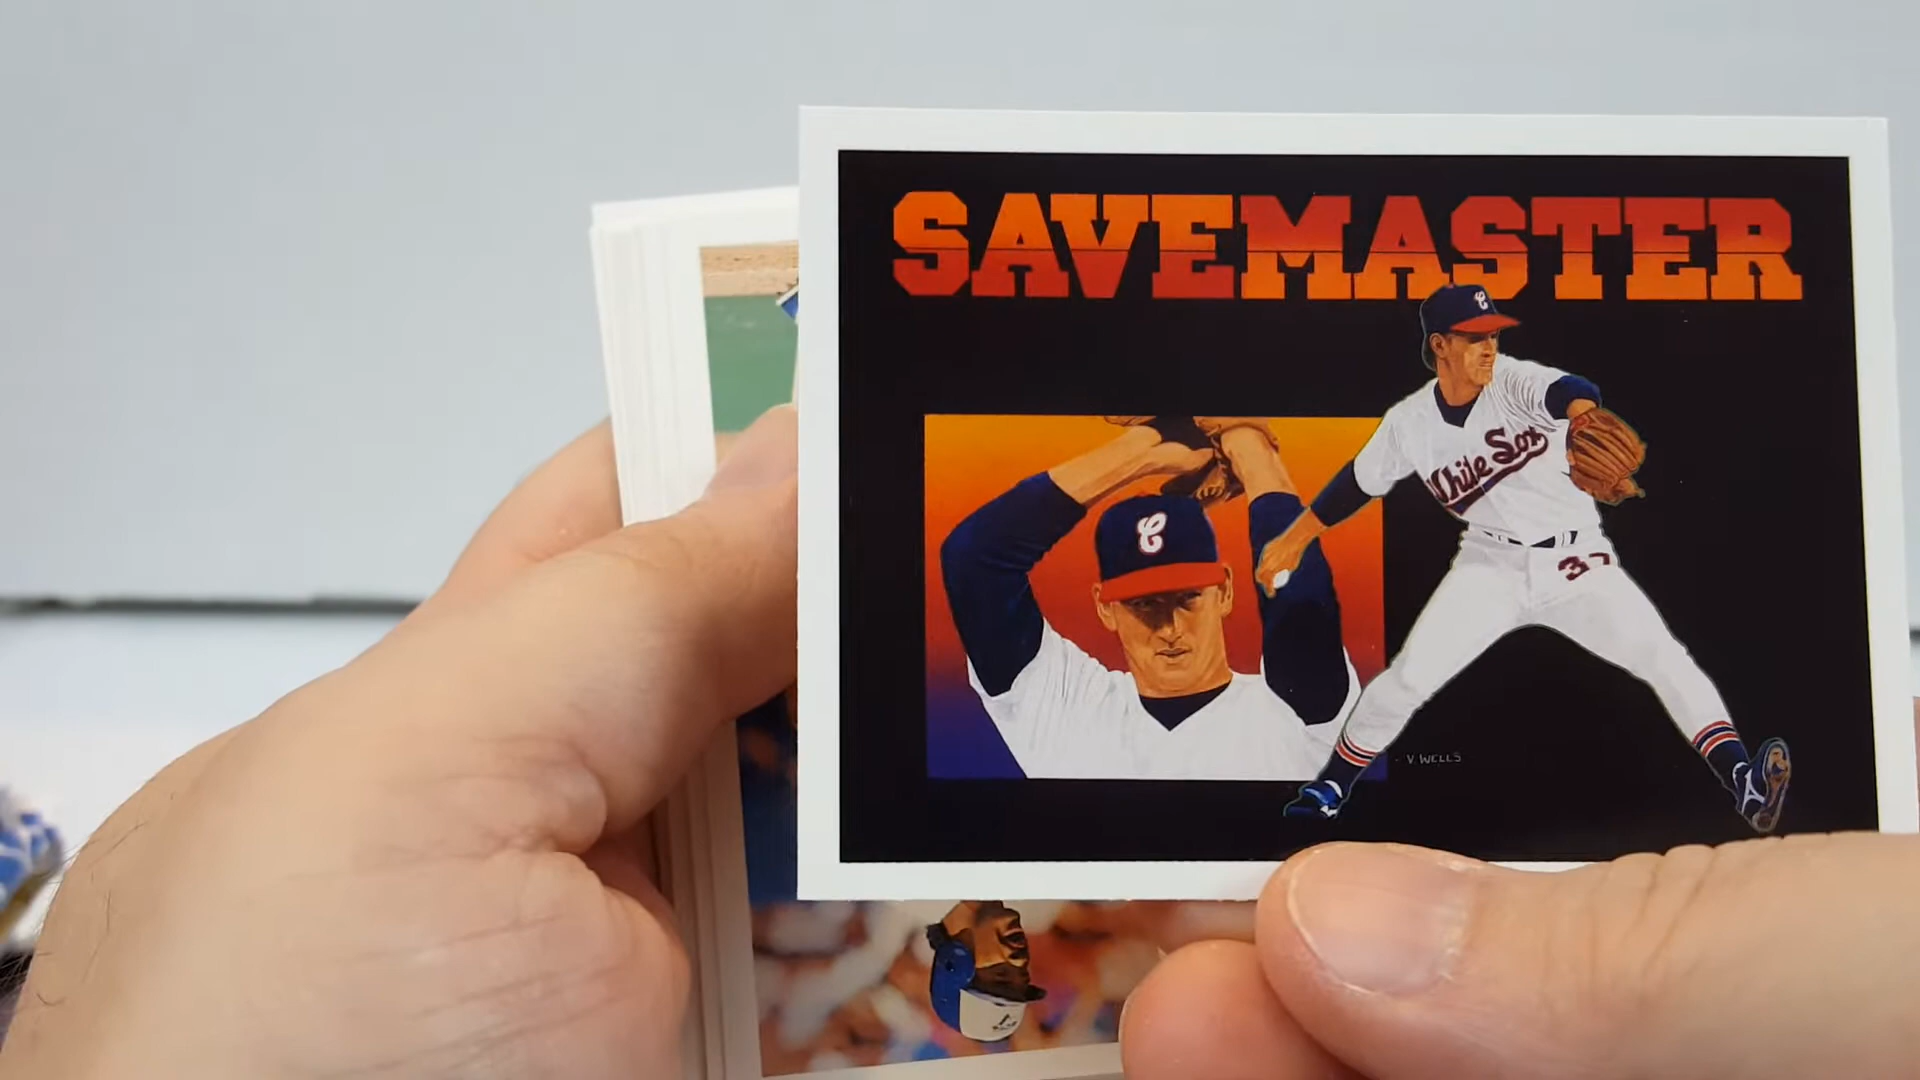 SAVEMASTER
C
C
White Sox
37
- V. WELLS